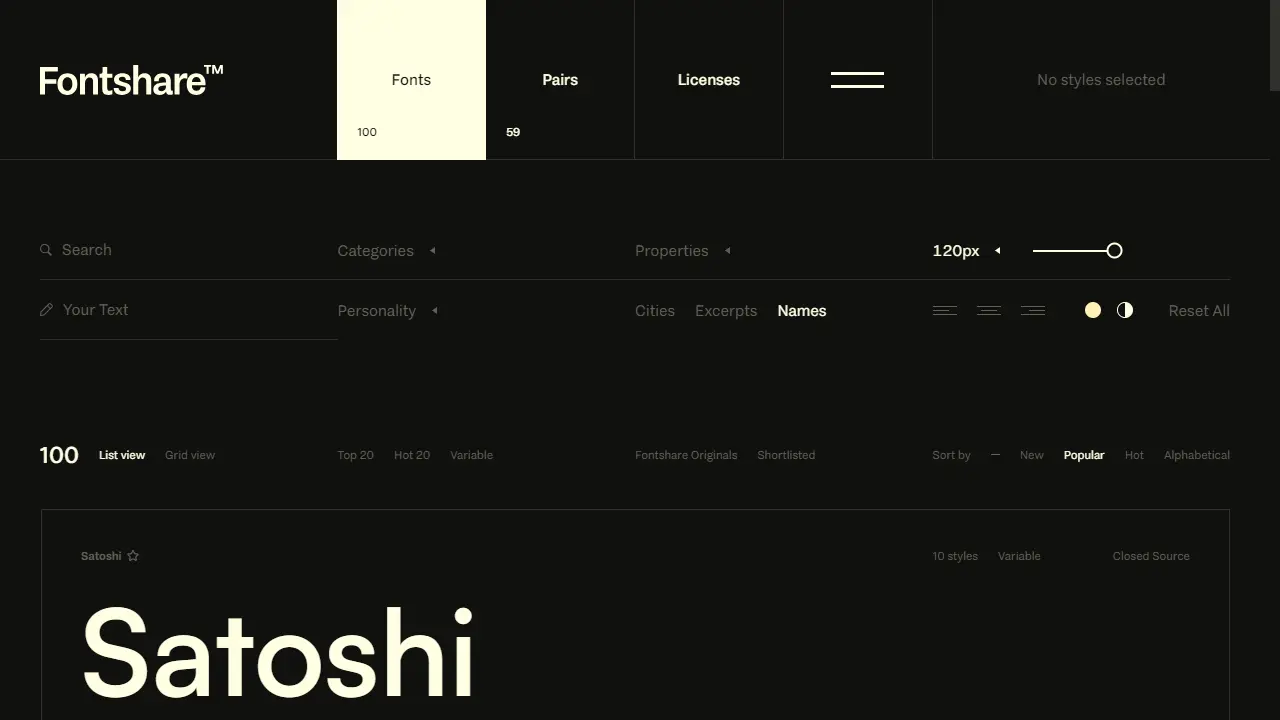 Fontshare™
Fonts
100
Pairs
59
Licenses
No styles selected
Search
Categories
Properties
120px
Your Text
Personality
Cities Excerpts Names
Reset All
100 List view Grid view
Top 20 Hot 20 Variable
Fontshare Originals Shortlisted
Sort by — New Popular Hot Alphabetical
Satoshi
10 styles Variable Closed Source
Satoshi